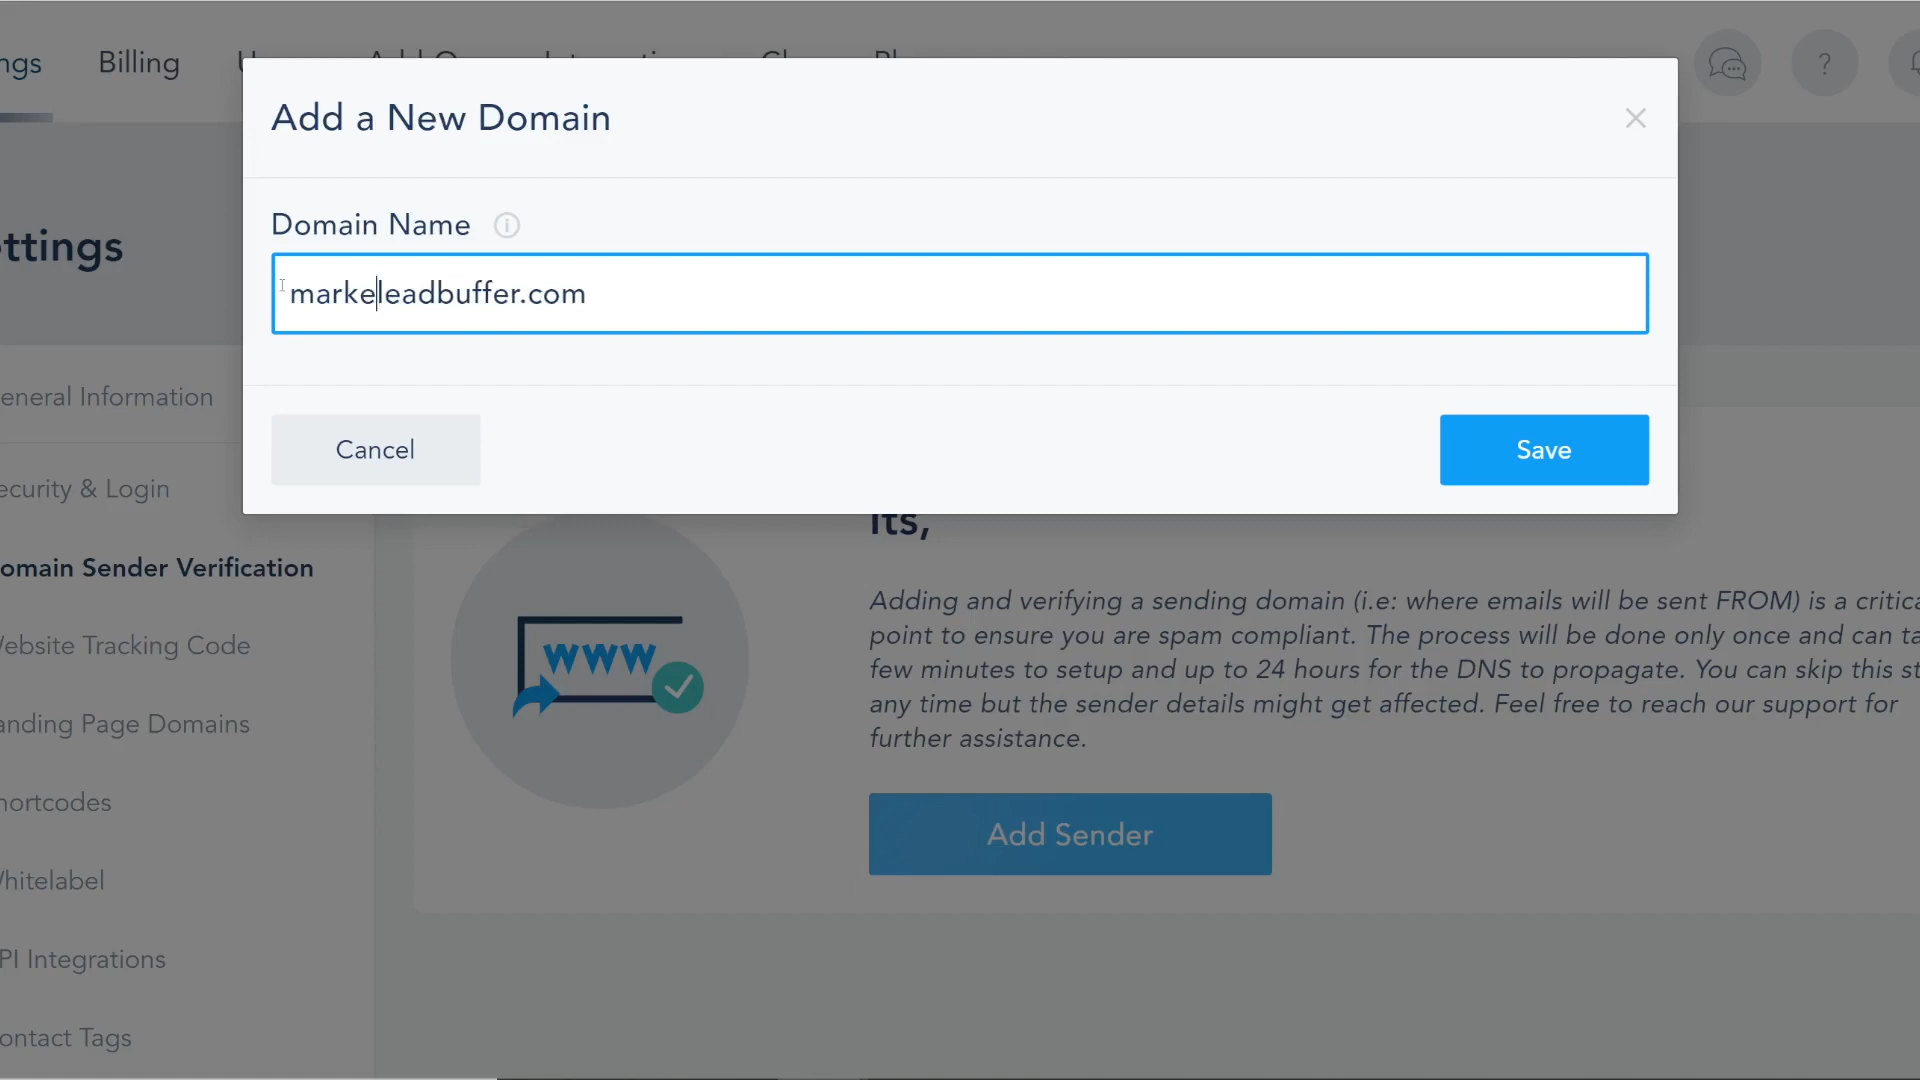 ngs Billing
?
Add a New Domain
Domain Name
markeleadbuffer.com
Cancel
Save
ettings
eneral Information
ecurity & Login
omain Sender Verification
ebsite Tracking Code
anding Page Domains
hortcodes
hitelabel
PI Integrations
ontact Tags
its,
www
Adding and verifying a sending domain (i.e: where emails will be sent FROM) is a critica
point to ensure you are spam compliant. The process will be done only once and can ta
few minutes to setup and up to 24 hours for the DNS to propagate. You can skip this st
any time but the sender details might get affected. Feel free to reach our support for
further assistance.
Add Sender